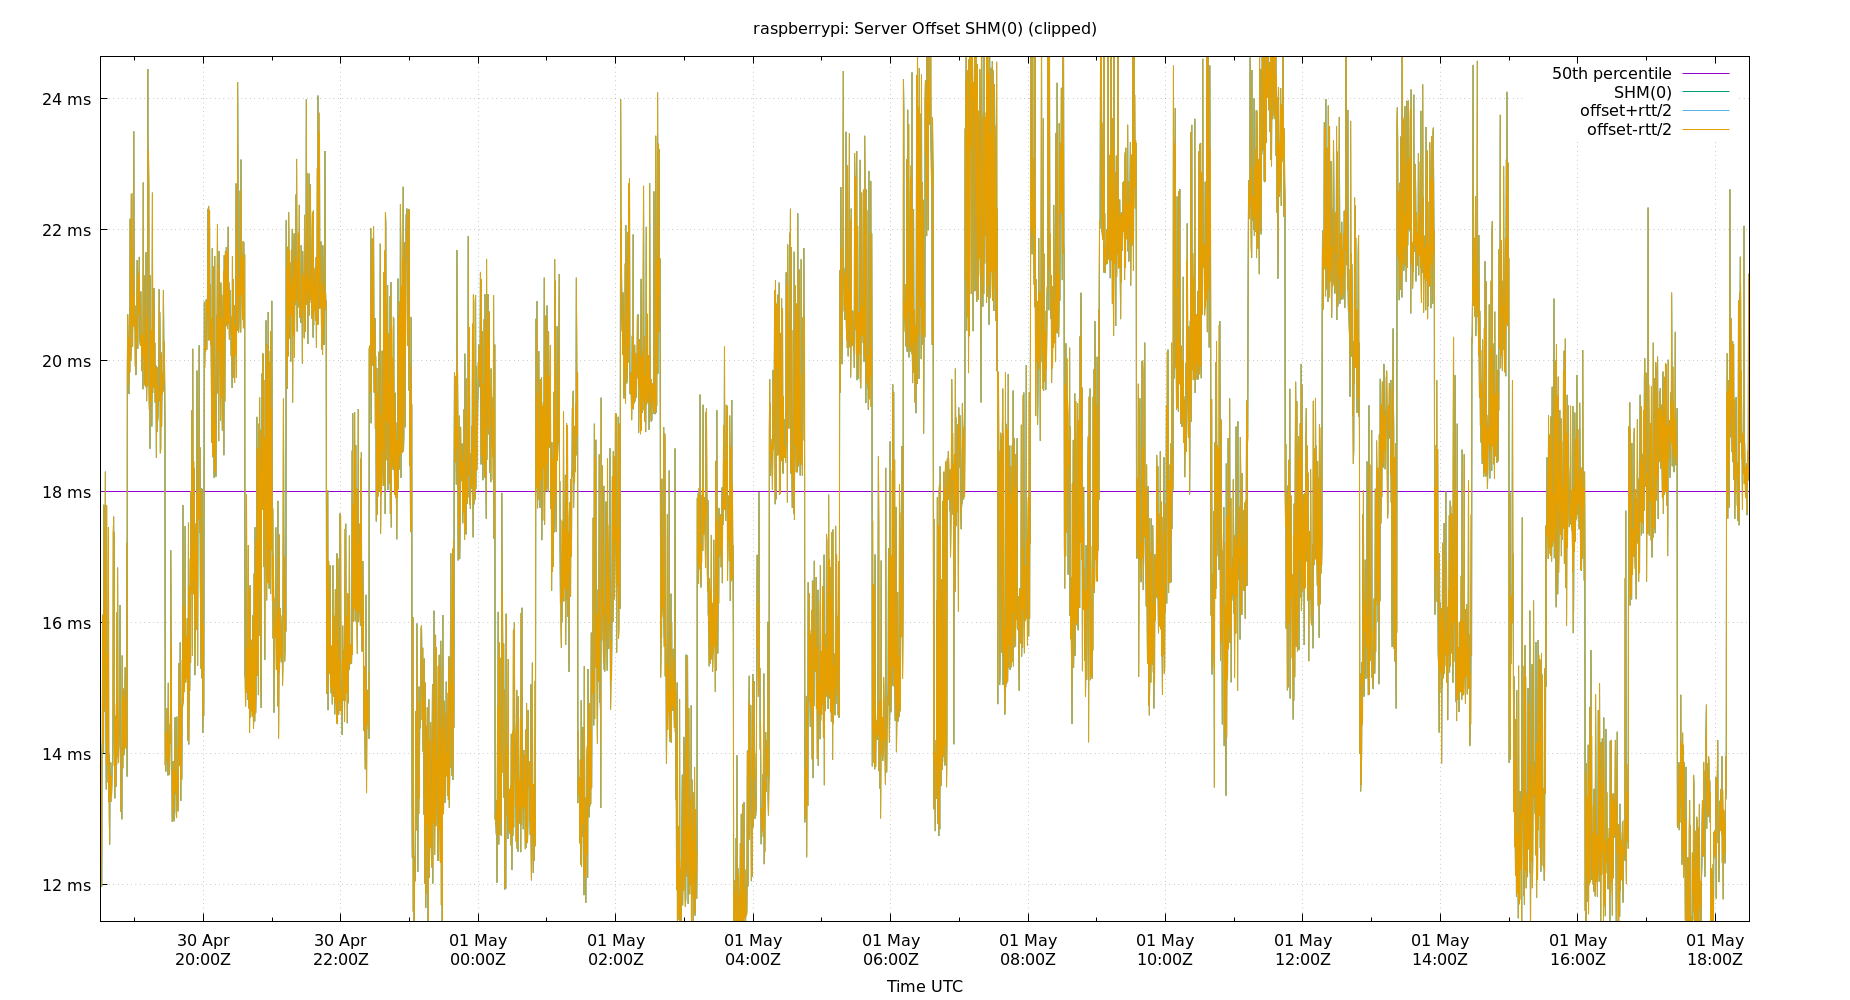 raspberrypi: Server Offset SHM(0) (clipped)
50th percentile
SHM(0)
offset+rtt/2
offset-rtt/2
24 ms
22 ms
20 ms
18 ms
16 ms
14 ms
12 ms
30 Apr 30 Apr 01 May 01 May 01 May 01 May 01 May 01 May 01 May 01 May 01 May 01 May
20:00Z 22:00Z 00:00Z 02:00Z 04:00Z 06:00Z 08:00Z 10:00Z 12:00Z 14:00Z 16:00Z 18:00Z
Time UTC